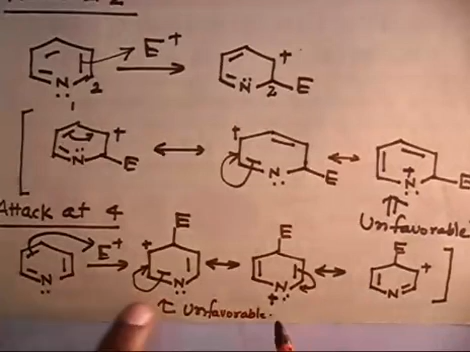 E+
N 2 1
+ N 2 E
+ N E
+ N E
N + E
Unfavorable
Attack at 4
N E+
E + N
E N +
E + N
Unfavorable.